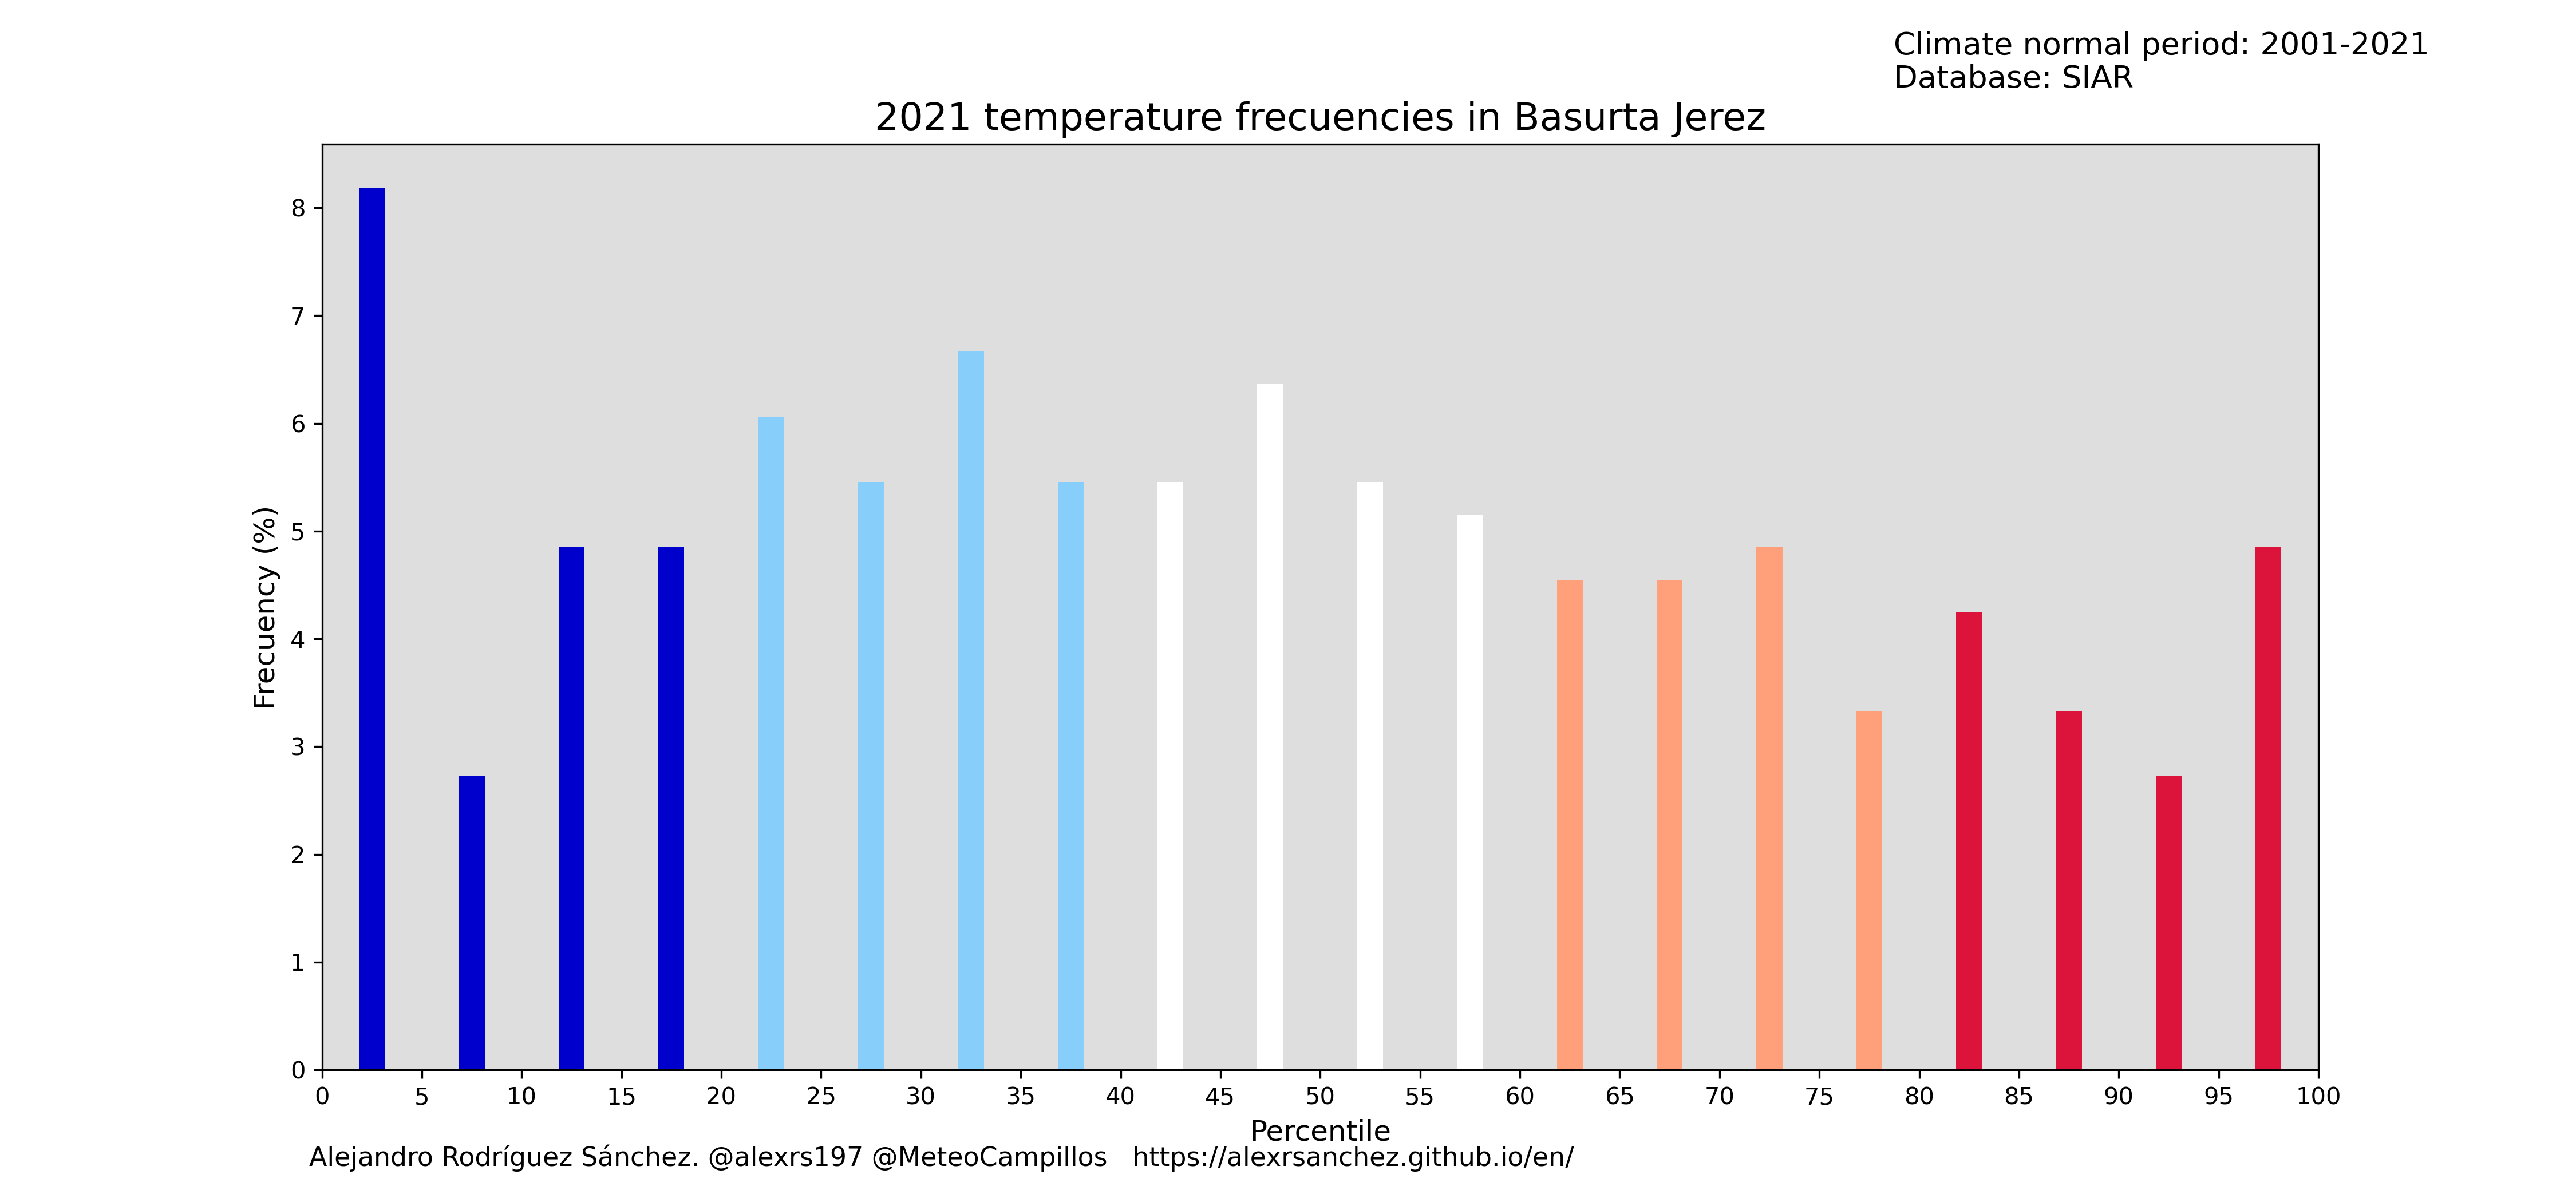 Climate normal period: 2001-2021
Database: SIAR
2021 temperature frecuencies in Basurta Jerez
Frecuency (%)
8
7
6
5
4
3
2
1
0
0 5 10 15 20 25 30 35 40 45 50 55 60 65 70 75 80 85 90 95 100
Percentile
Alejandro Rodríguez Sánchez. @alexrs197 @MeteoCampillos https://alexrsanchez.github.io/en/